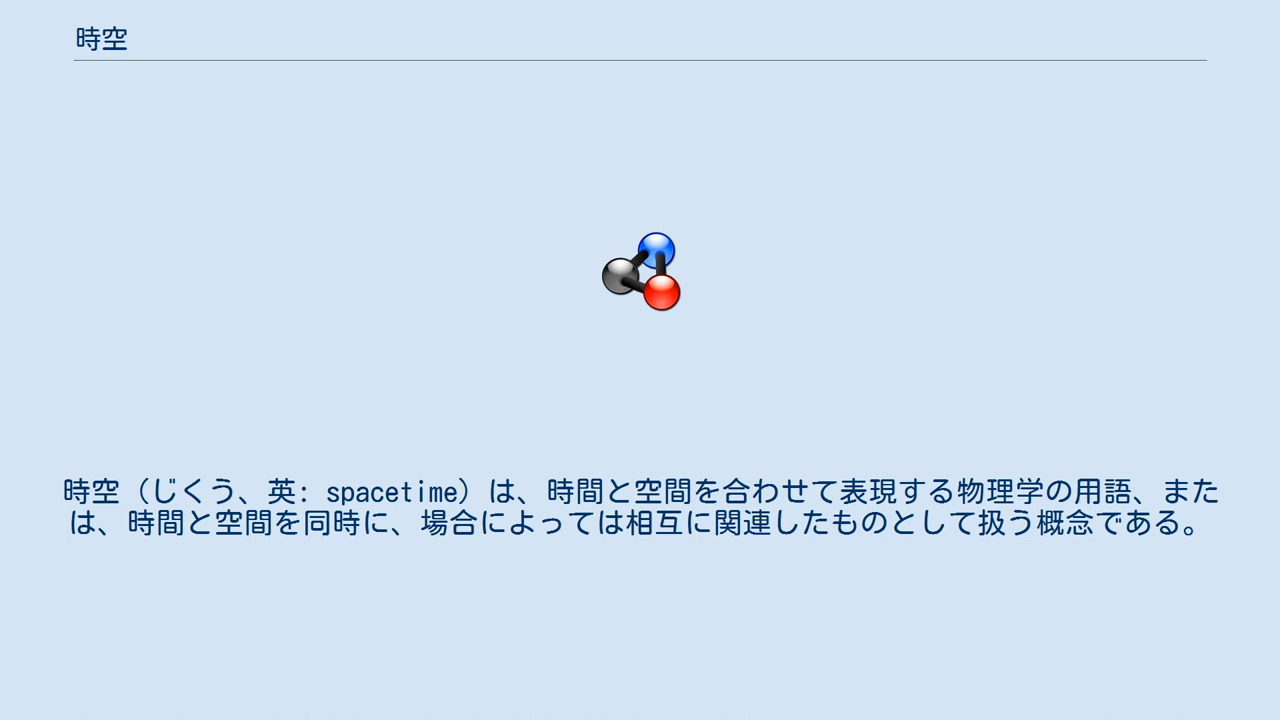 時空
時空（じくう、英: spacetime）は、時間と空間を合わせて表現する物理学の用語、また
は、時間と空間を同時に、場合によっては相互に関連したものとして扱う概念である。